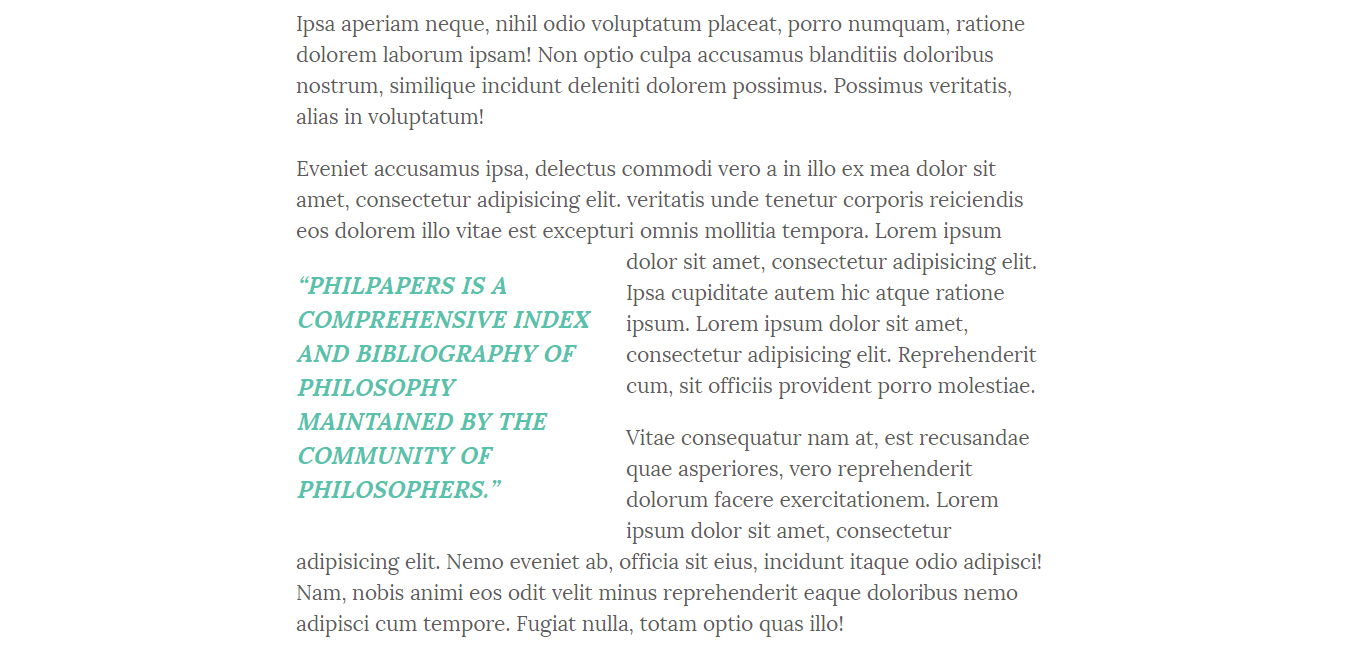 Ipsa aperiam neque, nihil odio voluptatum placeat, porro numquam, ratione
dolorem laborum ipsam! Non optio culpa accusamus blanditiis doloribus
nostrum, similique incidunt deleniti dolorem possimus. Possimus veritatis,
alias in voluptatum!
Eveniet accusamus ipsa, delectus commodi vero a in illo ex mea dolor sit
amet, consectetur adipisicing elit. veritatis unde tenetur corporis reiciendis
eos dolorem illo vitae est excepturi omnis mollitia tempora. Lorem ipsum
“PHILPAPERS IS A
COMPREHENSIVE INDEX
AND BIBLIOGRAPHY OF
PHILOSOPHY
MAINTAINED BY THE
COMMUNITY OF
PHILOSOPHERS.”
dolor sit amet, consectetur adipisicing elit.
Ipsa cupiditate autem hic atque ratione
ipsum. Lorem ipsum dolor sit amet,
consectetur adipisicing elit. Reprehenderit
cum, sit officiis provident porro molestiae.
Vitae consequatur nam at, est recusandae
quae asperiores, vero reprehenderit
dolorum facere exercitationem. Lorem
ipsum dolor sit amet, consectetur
adipisicing elit. Nemo eveniet ab, officia sit eius, incidunt itaque odio adipisci!
Nam, nobis animi eos odit velit minus reprehenderit eaque doloribus nemo
adipisci cum tempore. Fugiat nulla, totam optio quas illo!